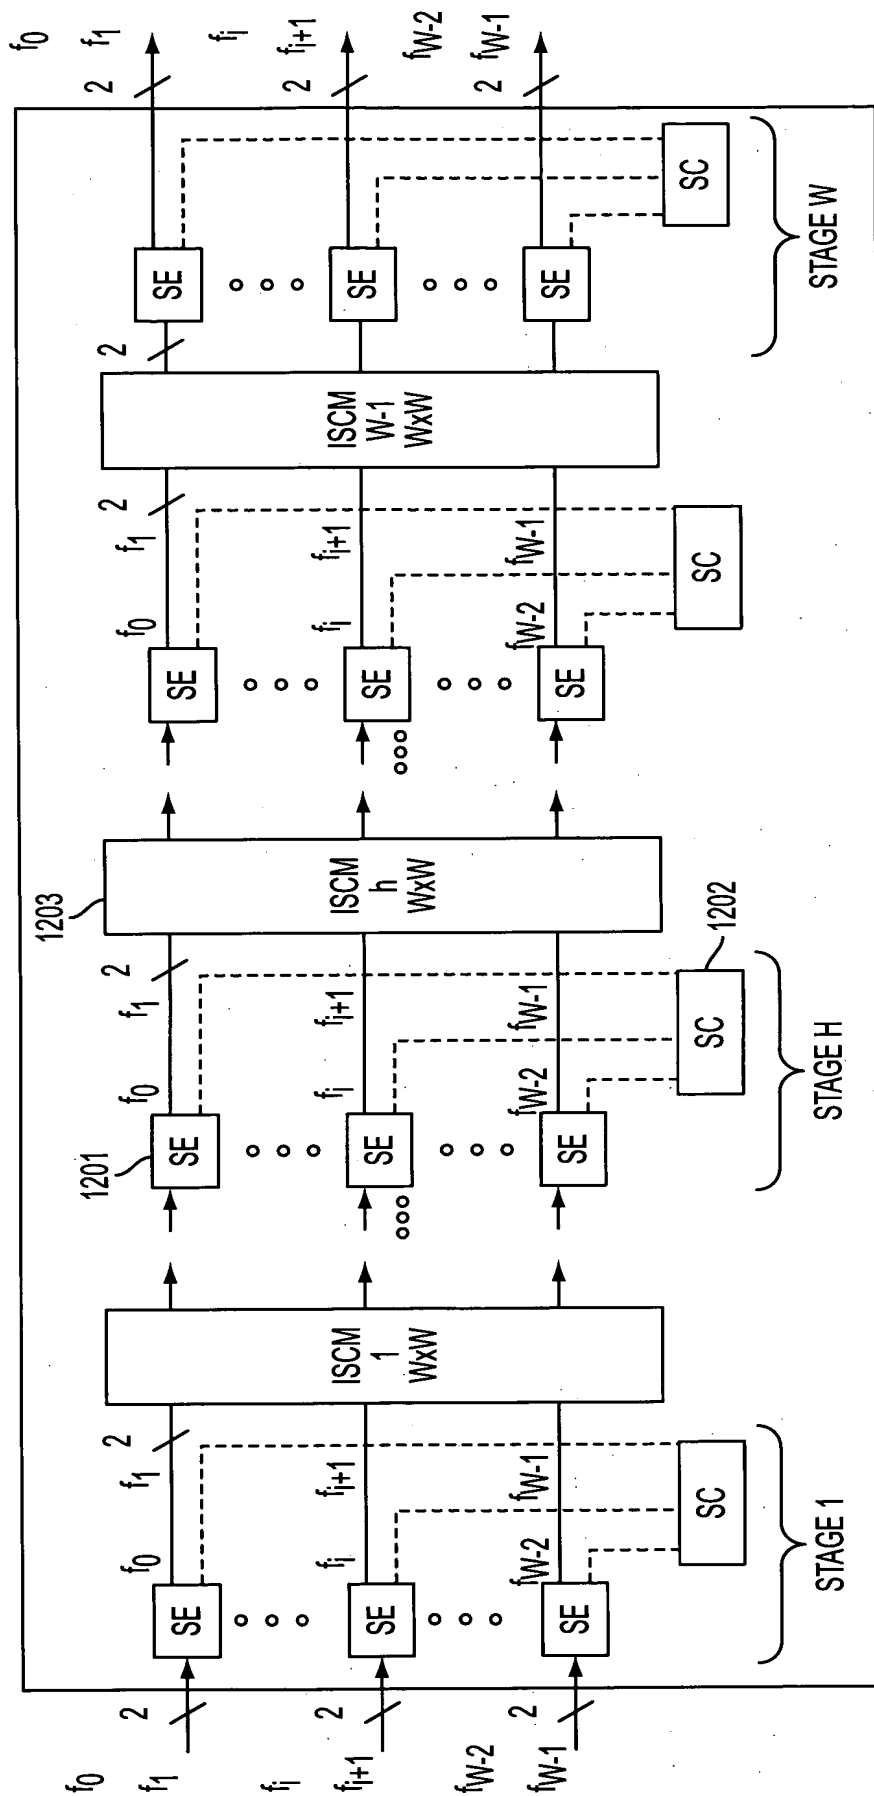 f0 f1 fi fi+1 fW-2 fW-1
2 2 2
SE SE SE
SC
STAGE 1
f0 f1 2
fi fi+1
fW-2 fW-1
ISCM
1
WxW
1201
SE SE SE
SC
1202
STAGE H
f0 f1 2
fi fi+1
fW-2 fW-1
1203
ISCM
h
WxW
SE SE SE
SC
f0 f1 2
fi fi+1
fW-2 fW-1
ISCM
W-1
WxW
2
SE SE SE
SC
STAGE W
2 2 2
f0 f1 fi fi+1 fW-2 fW-1